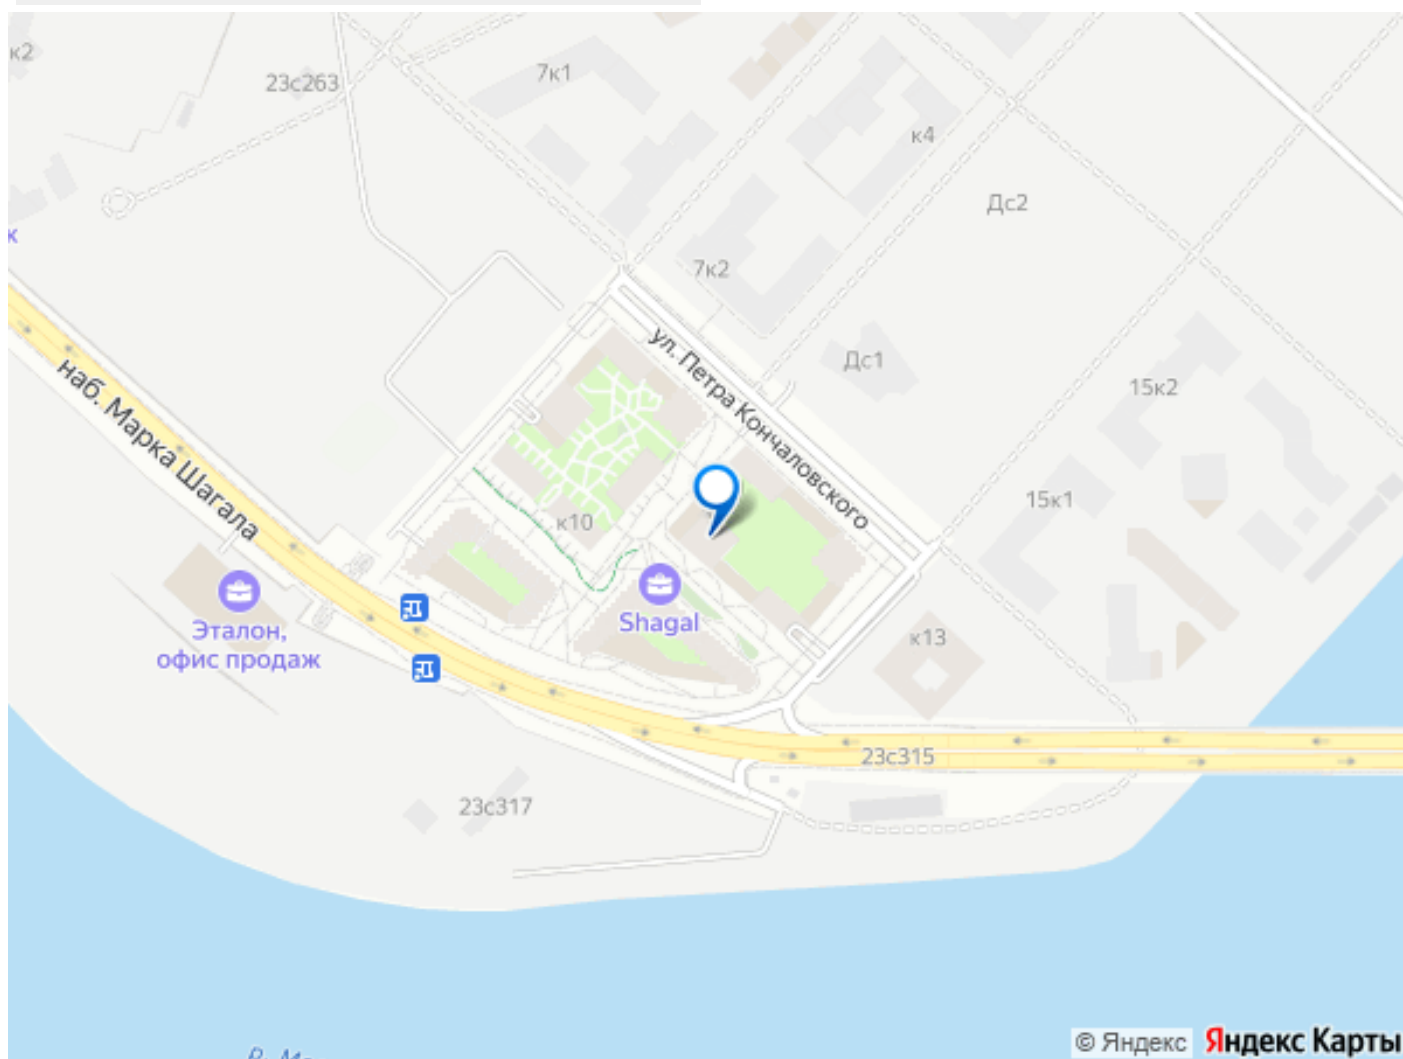 к2
23с263
7к1
к4
Дс2
х
7к2
ул. Петра Кончаловского
Дс1
15к2
наб. Марка Шагала
15к1
к10
Shagal
Эталон,
офис продаж
к13
23с315
23с317
© Яндекс Яндекс Карты